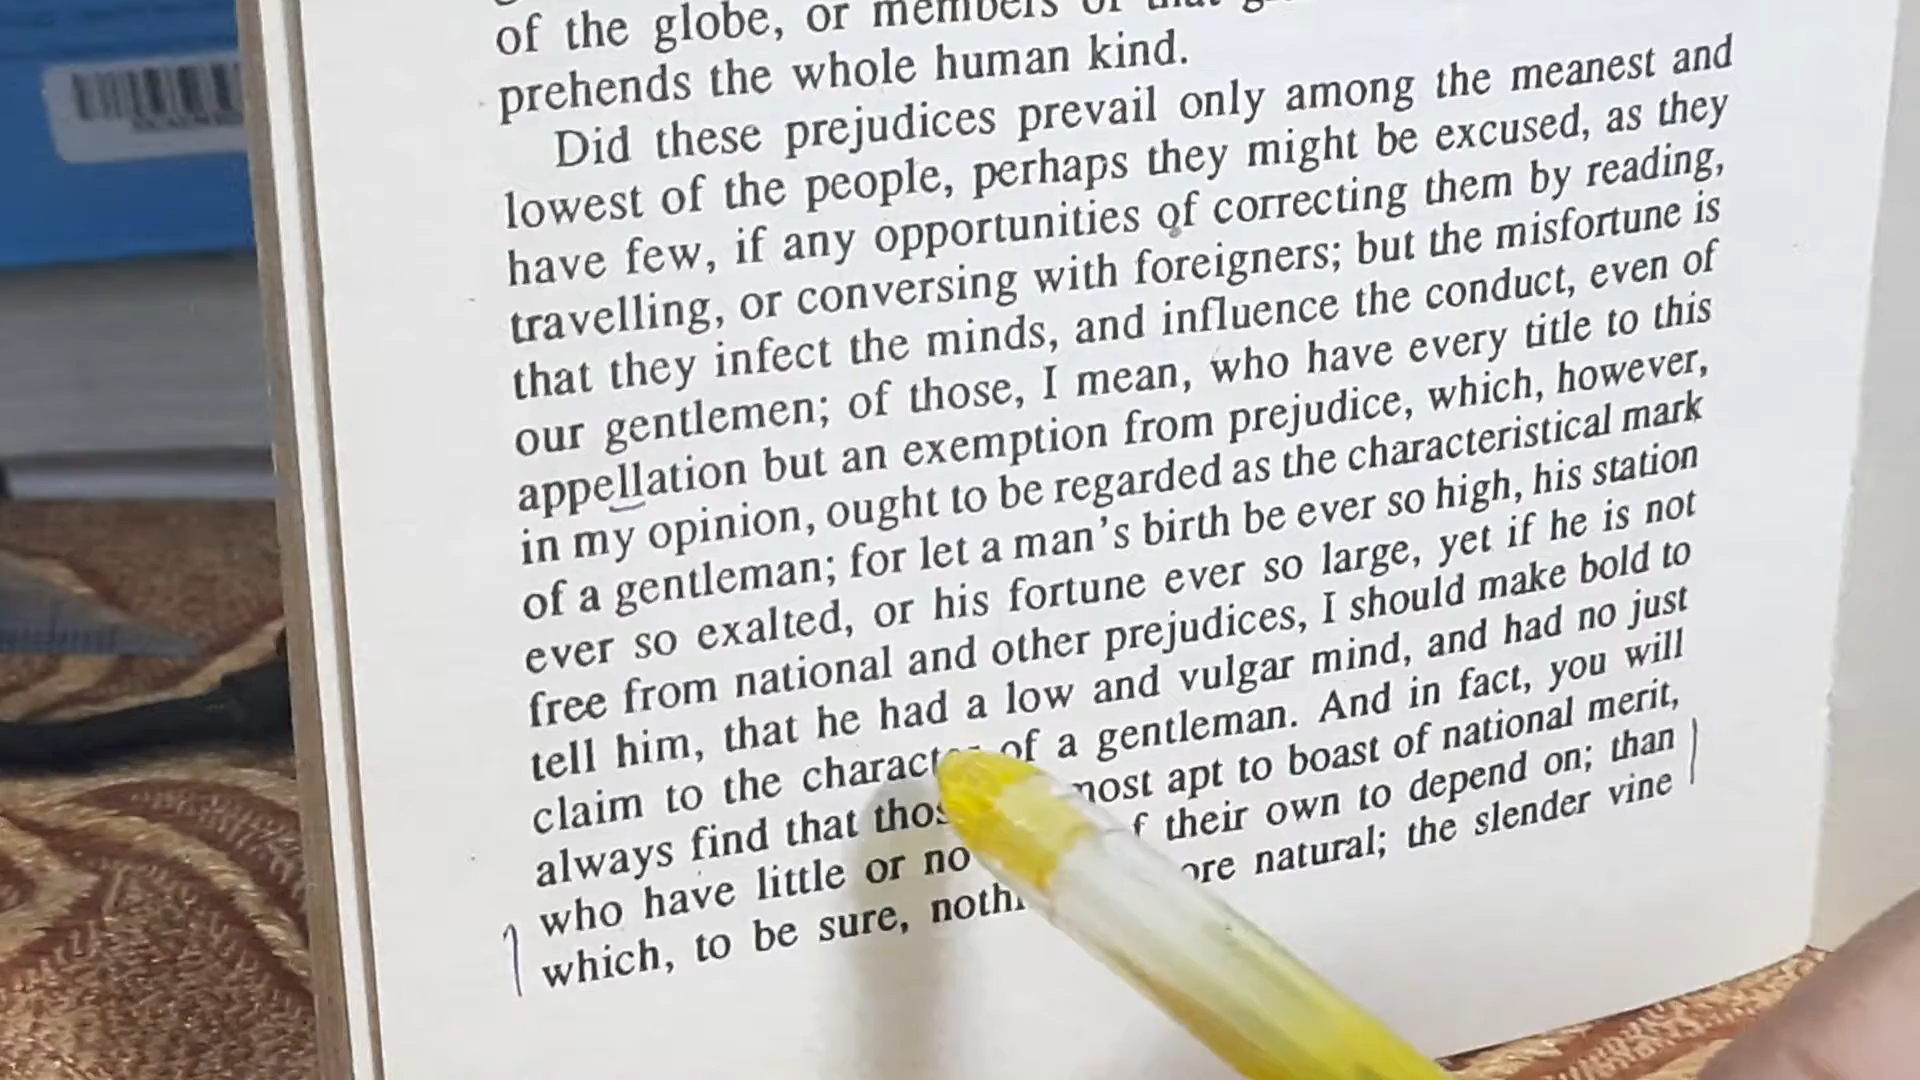 of the globe, or members of that
prehends the whole human kind.
Did these prejudices prevail only among the meanest and
lowest of the people, perhaps they might be excused, as they
have few, if any opportunities of correcting them by reading,
travelling, or conversing with foreigners; but the misfortune is
that they infect the minds, and influence the conduct, even of
our gentlemen; of those, I mean, who have every title to this
appellation but an exemption from prejudice, which, however,
in my opinion, ought to be regarded as the characteristical mark
of a gentleman; for let a man's birth be ever so high, his station
ever so exalted, or his fortune ever so large, yet if he is not
free from national and other prejudices, I should make bold to
tell him, that he had a low and vulgar mind, and had no just
claim to the character of a gentleman. And in fact, you will
always find that those most apt to boast of national merit,
who have little or no their own to depend on; than
which, to be sure, natural; the slender vine